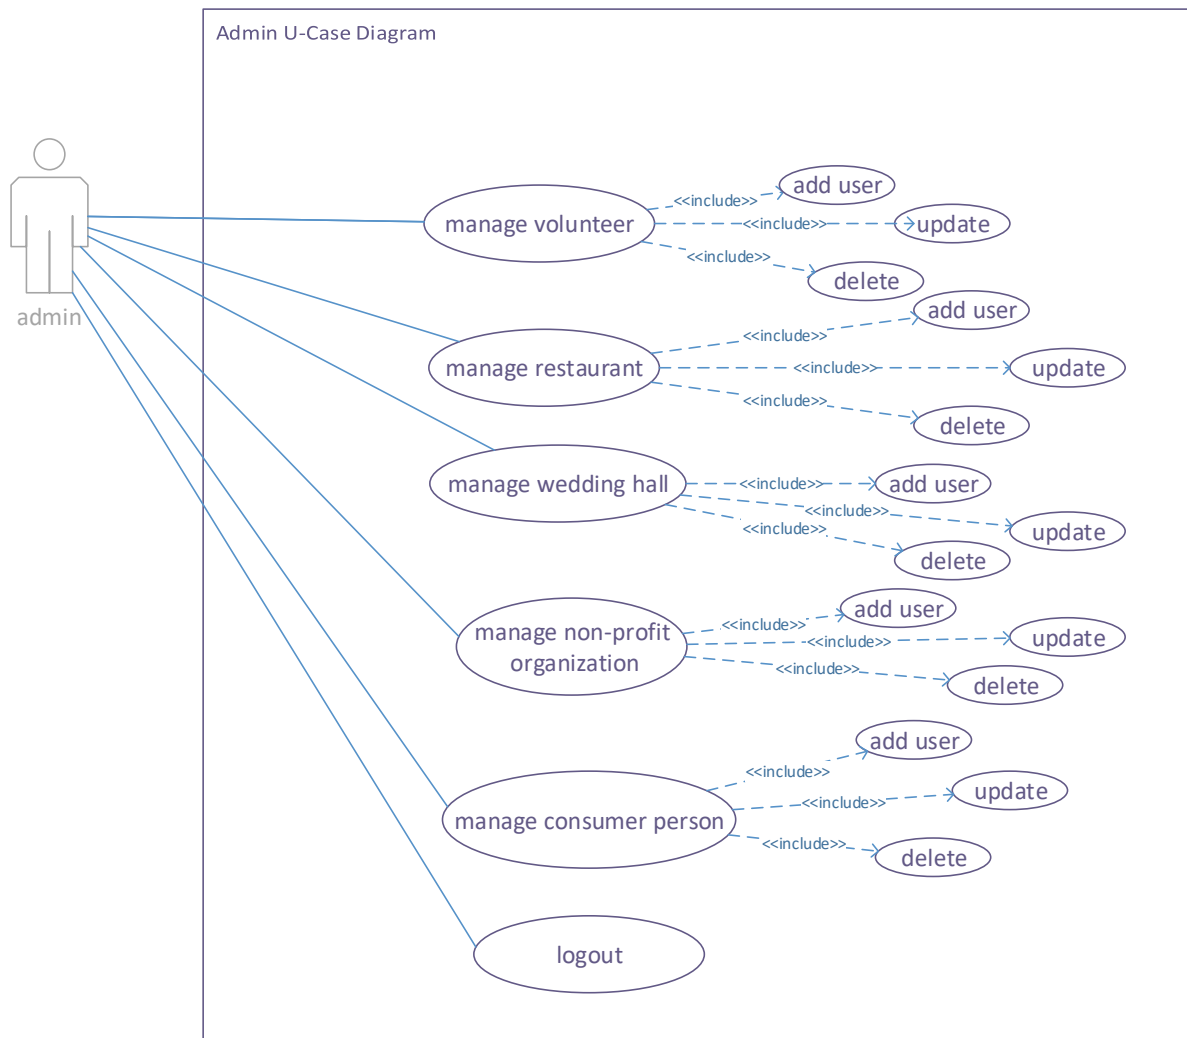 Admin U-Case Diagram
admin
manage volunteer
<<include>>
add user
<<include>>
update
<<include>>
delete
manage restaurant
<<include>>
add user
<<include>>
update
<<include>>
delete
manage wedding hall
<<include>>
add user
<<include>>
update
<<include>>
delete
manage non-profit
organization
<<include>>
add user
<<include>>
update
<<include>>
delete
manage consumer person
<<include>>
add user
<<include>>
update
<<include>>
delete
logout